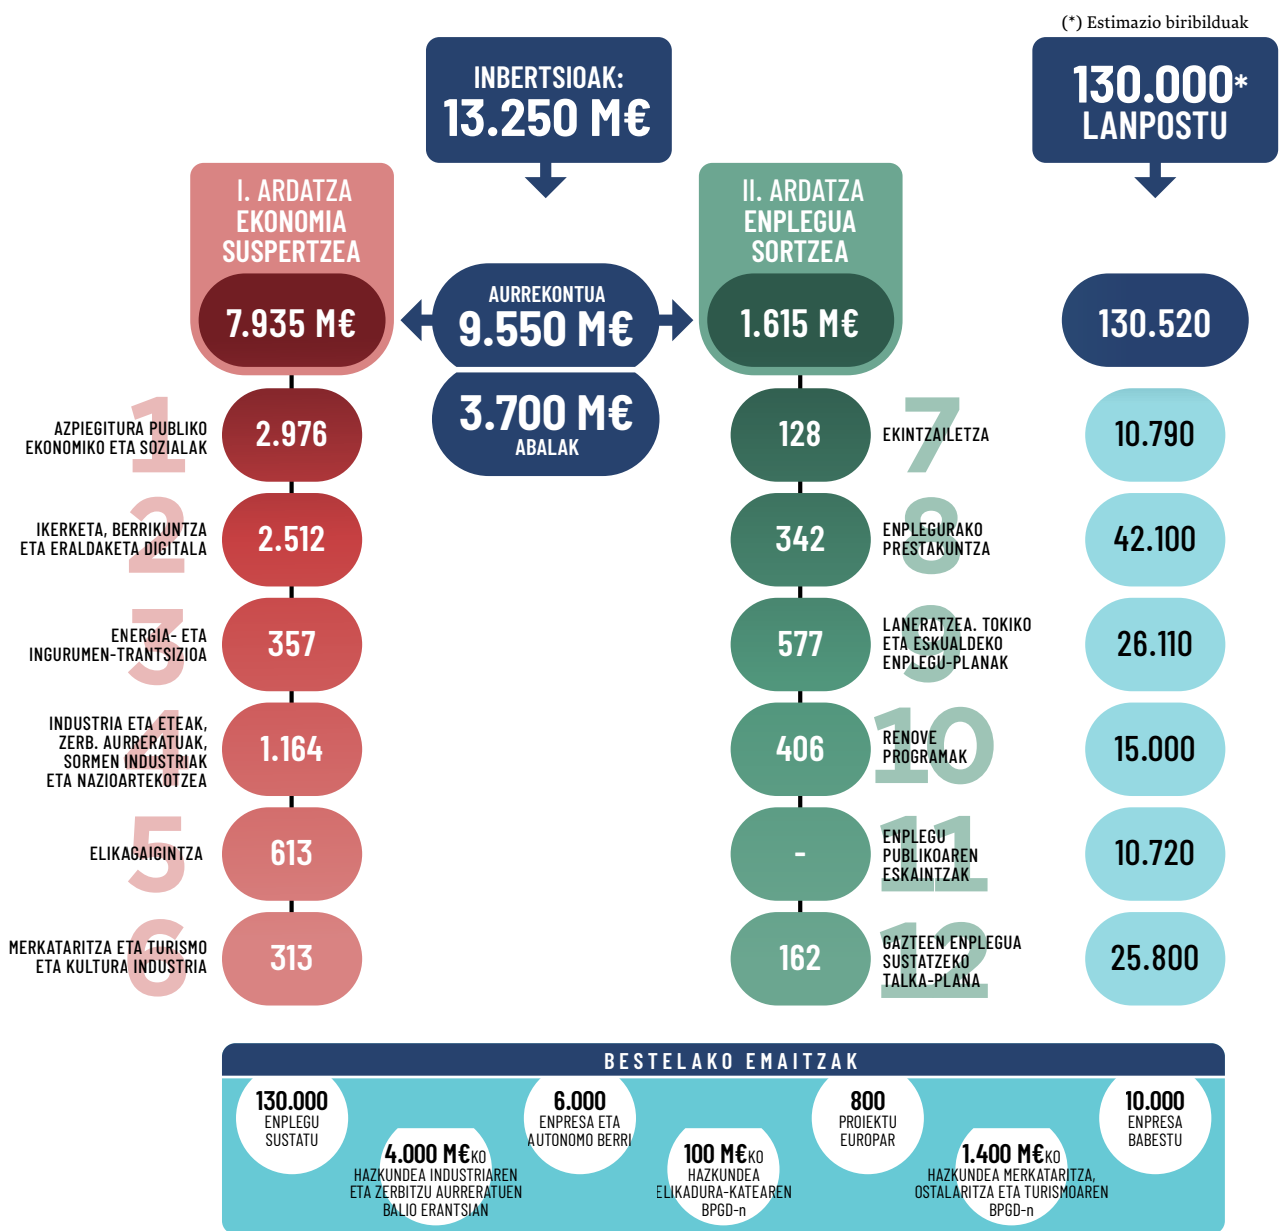 (*) Estimazio biribilduak
INBERTSIOAK:
13.250 M€
130.000*
LANPOSTU
I. ARDATZA
EKONOMIA
SUSPERTZEA
7.935 M€
AURREKONTUA
9.550 M€
3.700 M€
ABALAK
II. ARDATZA
ENPLEGUA
SORTZEA
1.615 M€
130.520
1
AZPIEGITURA PUBLIKO
EKONOMIKO ETA SOZIALAK
2.976
2
IKERKETA, BERRIKUNTZA
ETA ERALDAKETA DIGITALA
2.512
3
ENERGIA- ETA
INGURUMEN-TRANTSIZIOA
357
4
INDUSTRIA ETA ETEAK,
ZERB. AURRERATUAK,
SORMEN INDUSTRIAK
ETA NAZIOARTEKOTZEA
1.164
5
ELIKAGAIGINTZA
613
6
MERKATARITZA ETA TURISMO
ETA KULTURA INDUSTRIA
313
128
7
EKINTZAILETZA
10.790
342
8
ENPLEGURAKO
PRESTAKUNTZA
42.100
577
9
LANERATZEA. TOKIKO
ETA ESKUALDEKO
ENPLEGU-PLANAK
26.110
406
10
RENOVE
PROGRAMAK
15.000
-
11
ENPLEGU
PUBLIKOAREN
ESKAINTZAK
10.720
162
12
GAZTEEN ENPLEGUA
SUSTATZEKO
TALKA-PLANA
25.800
BESTELAKO EMAITZAK
130.000
ENPLEGU
SUSTATU
4.000 M€KO
HAZKUNDEA INDUSTRIAREN
ETA ZERBITZU AURRERATUEN
BALIO ERANTSIAN
6.000
ENPRESA ETA
AUTONOMO BERRI
100 M€KO
HAZKUNDEA
ELIKADURA-KATEAREN
BPGD-n
800
PROIEKTU
EUROPAR
1.400 M€KO
HAZKUNDEA MERKATARITZA,
OSTALARITZA ETA TURISMOAREN
BPGD-n
10.000
ENPRESA
BABESTU